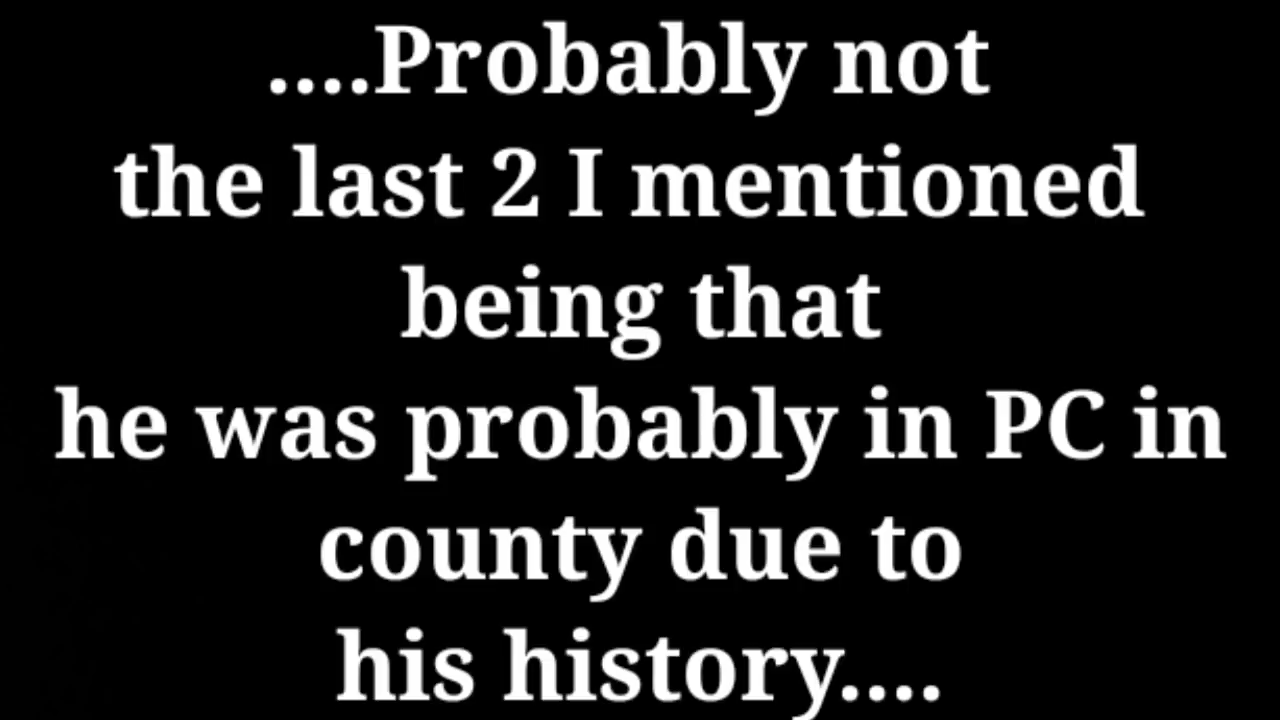 ....Probably not
the last 2 I mentioned
being that
he was probably in PC in
county due to
his history....